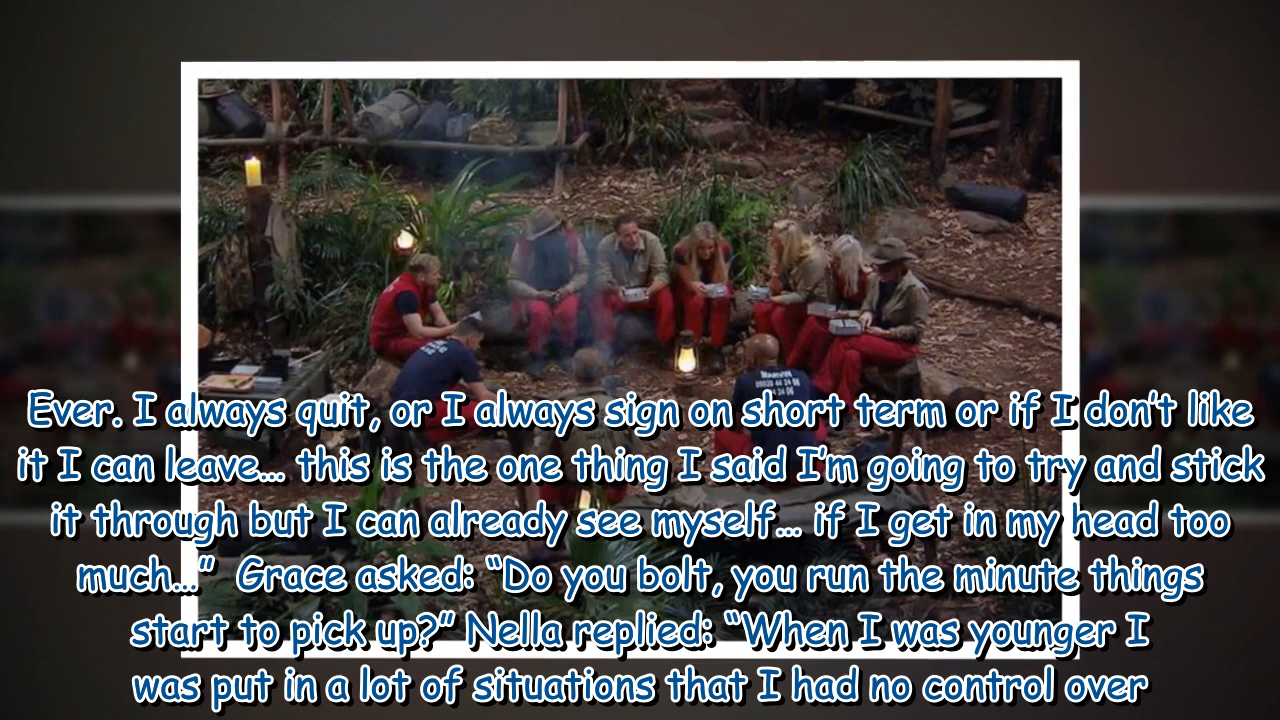 Ever. I always quit, or I always sign on short term or if I don't like
it I can leave... this is the one thing I said I'm going to try and stick
it through but I can already see myself... if I get in my head too
much...” Grace asked: “Do you bolt, you run the minute things
start to pick up?” Nella replied: “When I was younger I
was put in a lot of situations that I had no control over